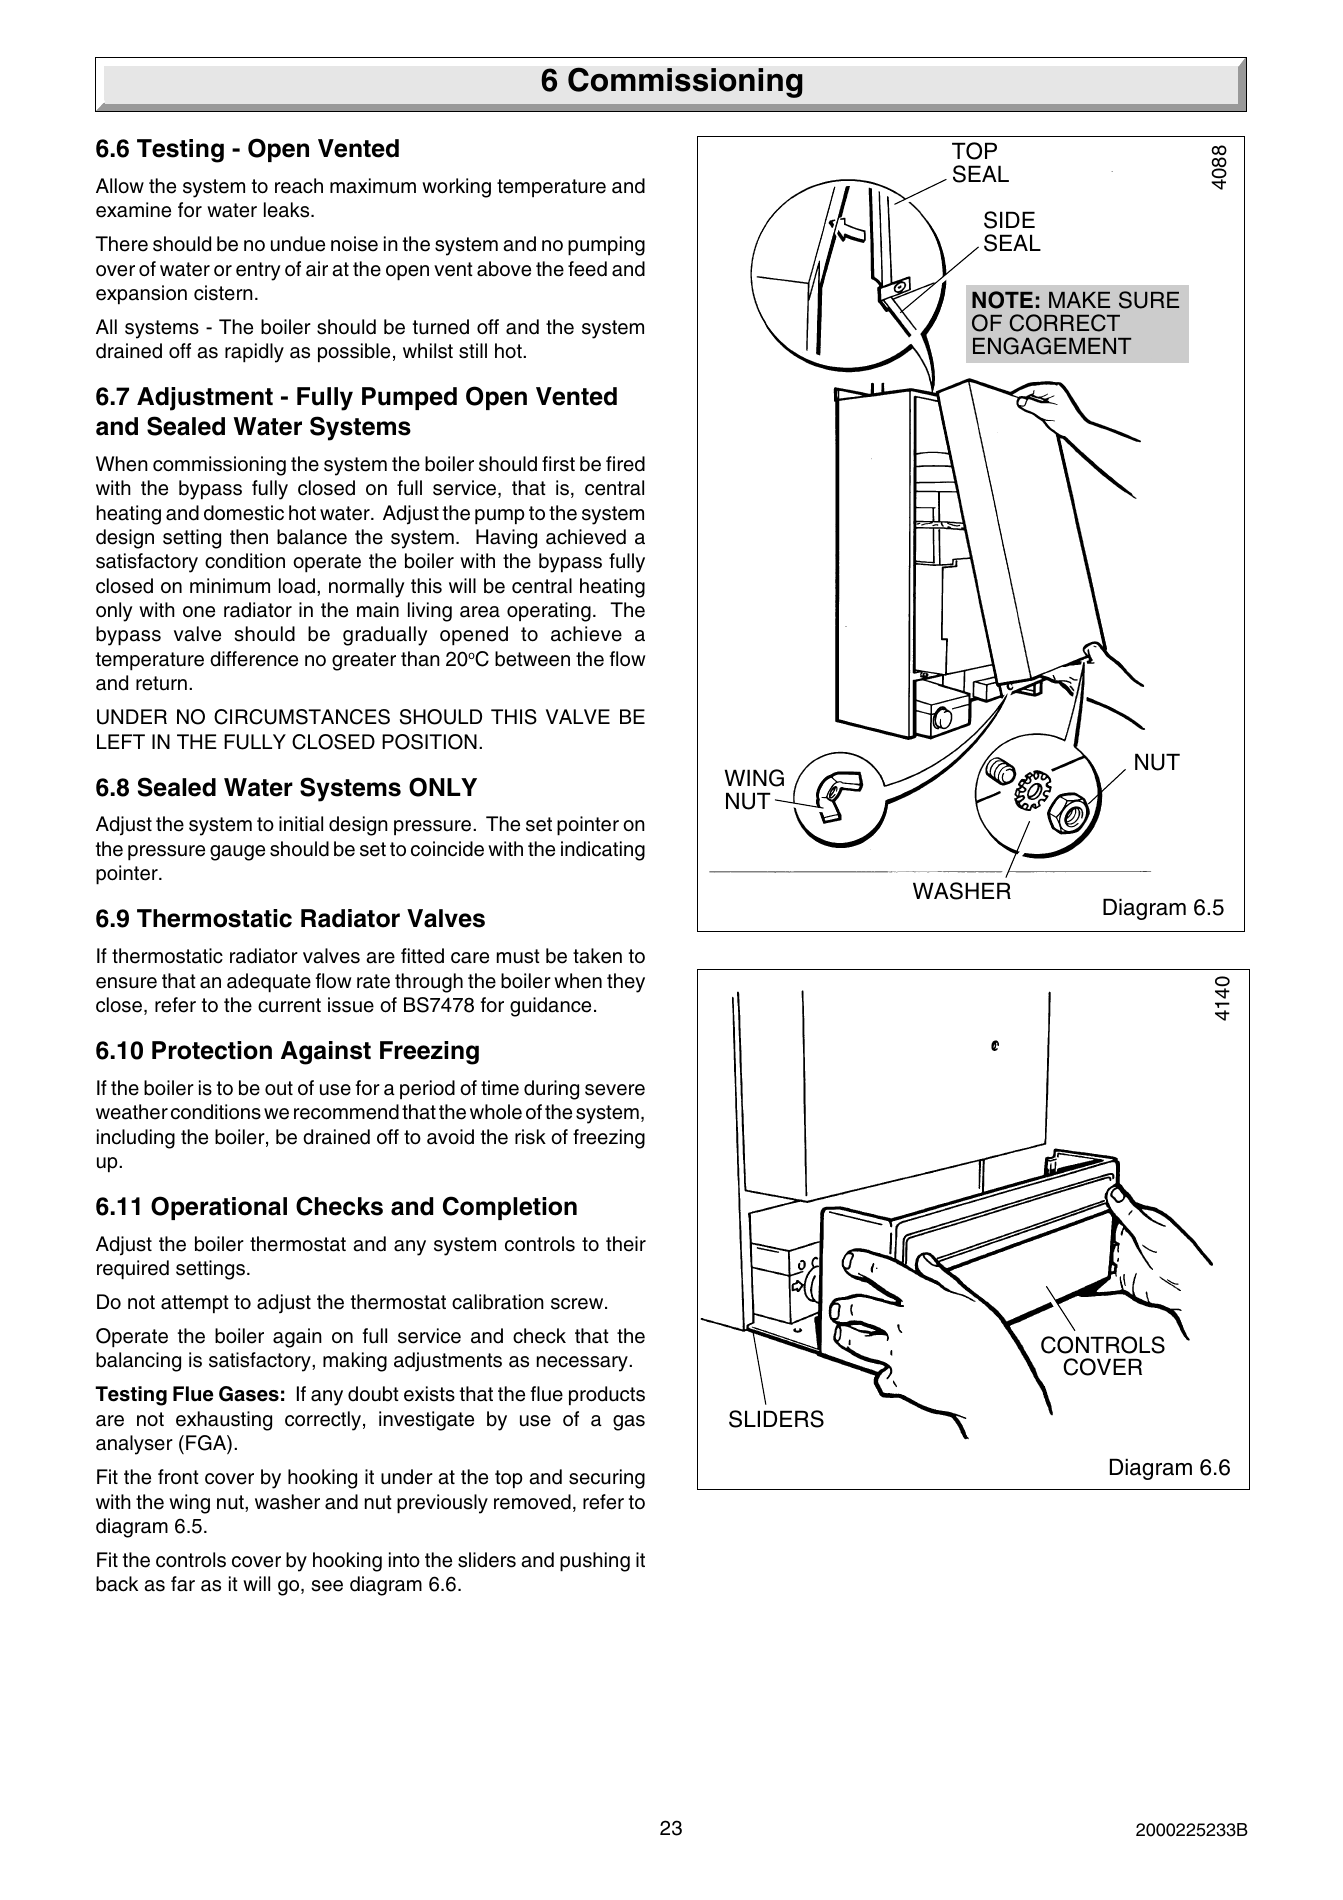 6 Commissioning
6.6 Testing - Open Vented
Allow the system to reach maximum working temperature and
examine for water leaks.
There should be no undue noise in the system and no pumping
over of water or entry of air at the open vent above the feed and
expansion cistern.
All systems - The boiler should be turned off and the system
drained off as rapidly as possible, whilst still hot.
6.7 Adjustment - Fully Pumped Open Vented
and Sealed Water Systems
When commissioning the system the boiler should first be fired
with the bypass fully closed on full service, that is, central
heating and domestic hot water. Adjust the pump to the system
design setting then balance the system. Having achieved a
satisfactory condition operate the boiler with the bypass fully
closed on minimum load, normally this will be central heating
only with one radiator in the main living area operating. The
bypass valve should be gradually opened to achieve a
temperature difference no greater than 20ºC between the flow
and return.
UNDER NO CIRCUMSTANCES SHOULD THIS VALVE BE
LEFT IN THE FULLY CLOSED POSITION.
6.8 Sealed Water Systems ONLY
Adjust the system to initial design pressure. The set pointer on
the pressure gauge should be set to coincide with the indicating
pointer.
6.9 Thermostatic Radiator Valves
If thermostatic radiator valves are fitted care must be taken to
ensure that an adequate flow rate through the boiler when they
close, refer to the current issue of BS7478 for guidance.
6.10 Protection Against Freezing
If the boiler is to be out of use for a period of time during severe
weather conditions we recommend that the whole of the system,
including the boiler, be drained off to avoid the risk of freezing
up.
6.11 Operational Checks and Completion
Adjust the boiler thermostat and any system controls to their
required settings.
Do not attempt to adjust the thermostat calibration screw.
Operate the boiler again on full service and check that the
balancing is satisfactory, making adjustments as necessary.
Testing Flue Gases: If any doubt exists that the flue products
are not exhausting correctly, investigate by use of a gas
analyser (FGA).
Fit the front cover by hooking it under at the top and securing
with the wing nut, washer and nut previously removed, refer to
diagram 6.5.
Fit the controls cover by hooking into the sliders and pushing it
back as far as it will go, see diagram 6.6.
4088
TOP
SEAL
SIDE
SEAL
NOTE: MAKE SURE
OF CORRECT
ENGAGEMENT
WING
NUT
NUT
WASHER
Diagram 6.5
4140
CONTROLS
COVER
SLIDERS
Diagram 6.6
23
2000225233B